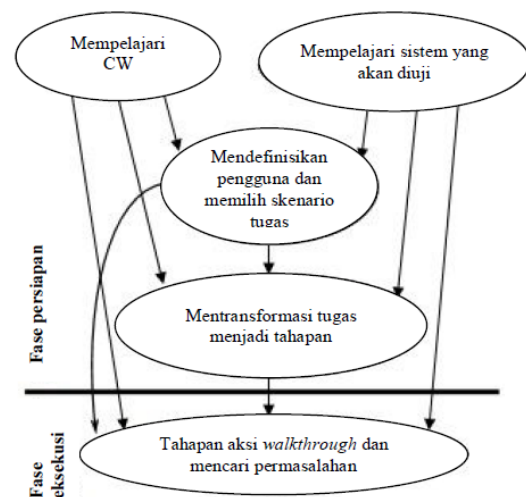 Mempelajari
CW
Mempelajari sistem yang
akan diuji
Mendefinisikan
pengguna dan
memilih skenario
tugas
Mentransformasi tugas
menjadi tahapan
Fase persiapan
Tahapan aksi walkthrough dan
mencari permasalahan
Fase
eksekusi